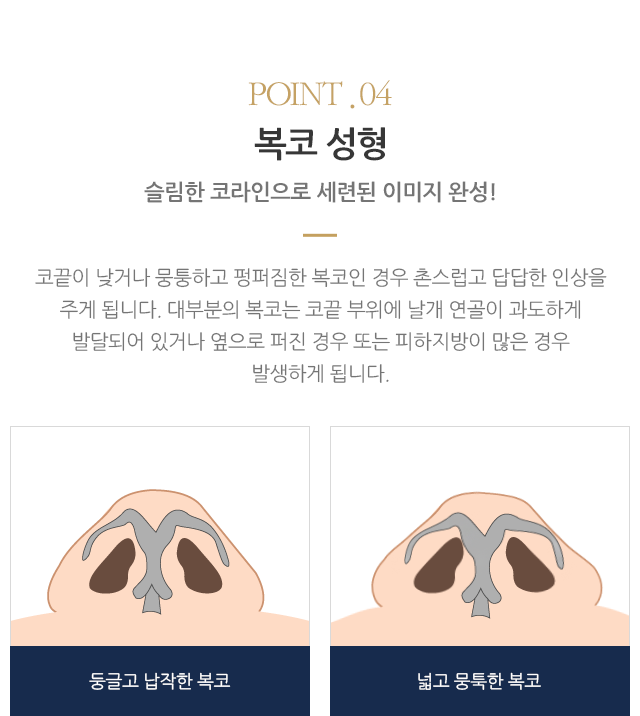 POINT . 04
복코 성형
슬림한 코라인으로 세련된 이미지 완성!
코끝이 낮거나 뭉퉁하고 펑퍼짐한 복코인 경우 촌스럽고 답답한 인상을
주게 됩니다. 대부분의 복코는 코끝 부위에 날개 연골이 과도하게
발달되어 있거나 옆으로 퍼진 경우 또는 피하지방이 많은 경우
발생하게 됩니다.
둥글고 납작한 복코
넓고 뭉툭한 복코